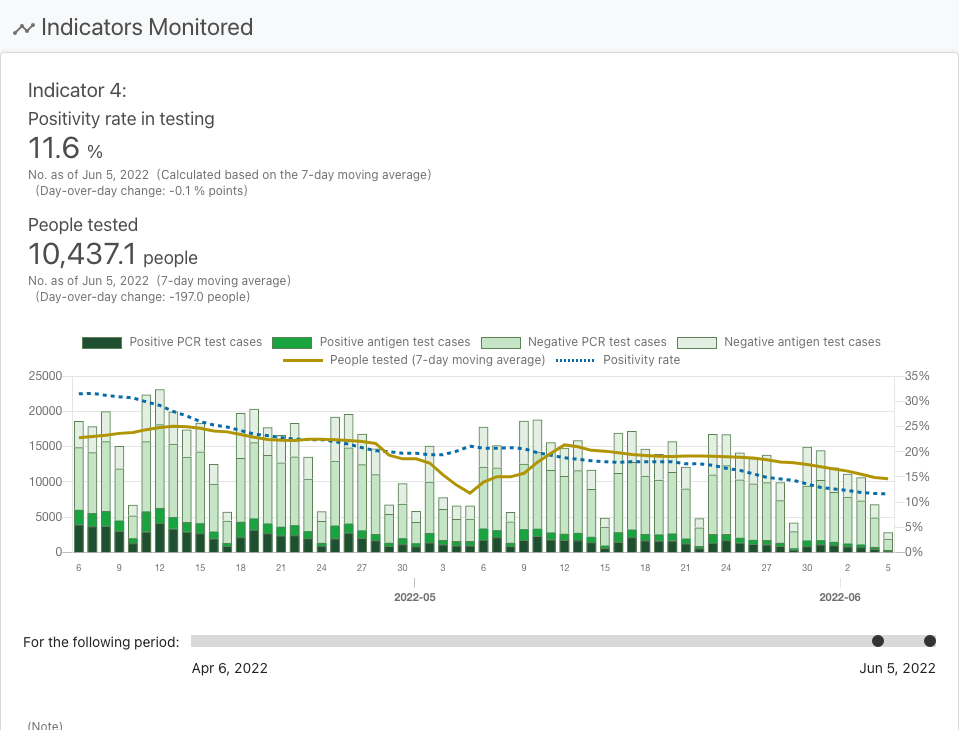 Indicators Monitored
Indicator 4:
Positivity rate in testing
11.6 %
No. as of Jun 5, 2022 (Calculated based on the 7-day moving average)
(Day-over-day change: -0.1 % points)
People tested
10,437.1 people
No. as of Jun 5, 2022 (7-day moving average)
(Day-over-day change: -197.0 people)
Positive PCR test cases Positive antigen test cases Negative PCR test cases Negative antigen test cases
People tested (7-day moving average) Positivity rate
25000 35%
20000 30%
25%
15000 20%
10000 15%
10%
5000 5%
0 0%
6 9 12 15 18 21 24 27 30 3 6 9 12 15 18 21 24 27 30 2 5
2022-05 2022-06
For the following period:
Apr 6, 2022 Jun 5, 2022
(Note)